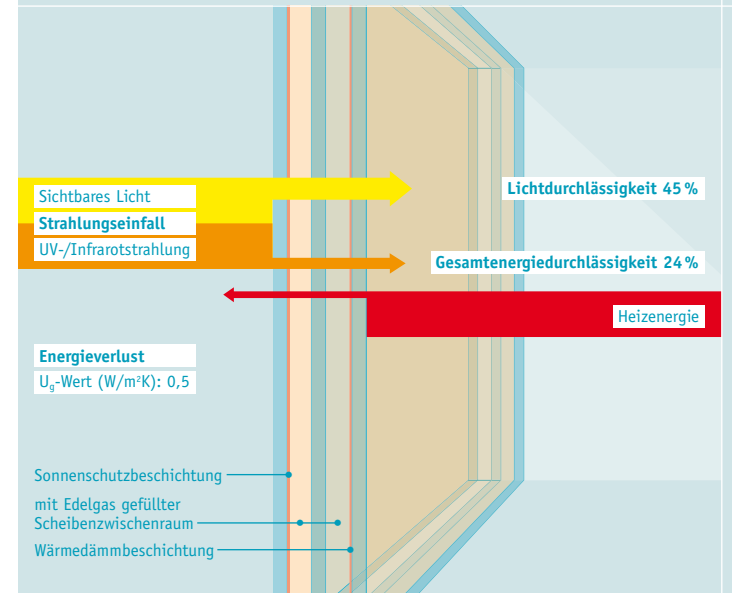 Sichtbares Licht
Strahlungseinfall
UV-/Infrarotstrahlung
Lichtdurchlässigkeit 45 %
Gesamtenergiedurchlässigkeit 24 %
Heizenergie
Energieverlust
Ug-Wert (W/m²K): 0,5
Sonnenschutzbeschichtung
mit Edelgas gefüllter
Scheibenzwischenraum
Wärmedämmbeschichtung